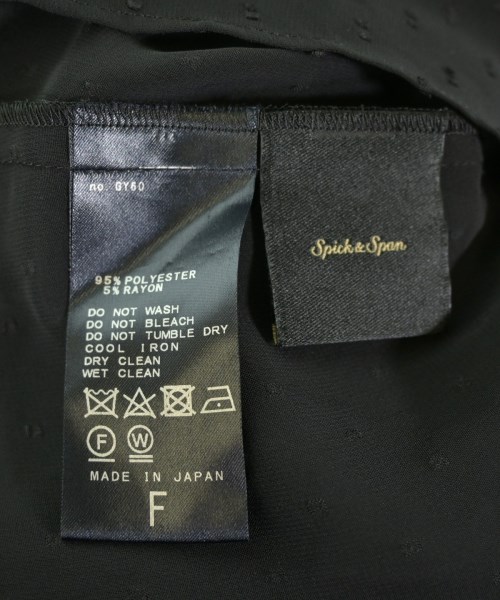 no GY60
95% POLYESTER
5% RAYON
DO NOT WASH
DO NOT BLEACH
DO NOT TUMBLE DRY
COOL IRON
DRY CLEAN
WET CLEAN
F W
MADE IN JAPAN
F
Spick & Span